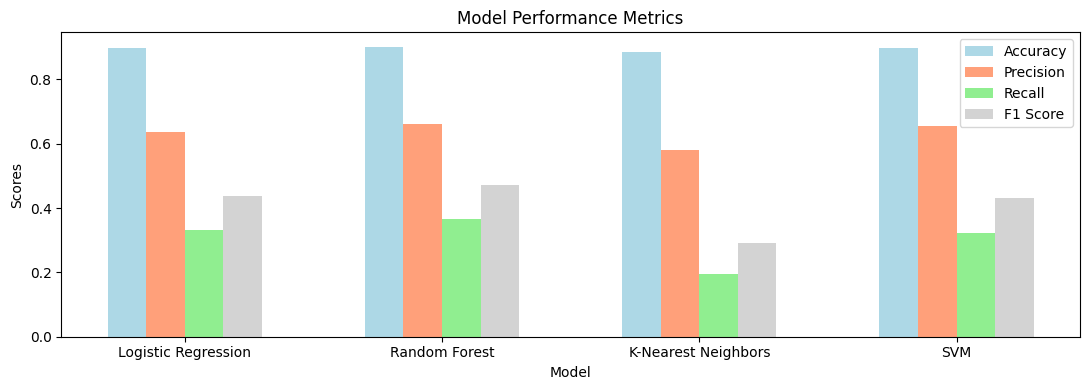 Model Performance Metrics
Accuracy
Precision
Recall
F1 Score
Scores
0.8
0.6
0.4
0.2
0.0
Logistic Regression
Random Forest
K-Nearest Neighbors
SVM
Model